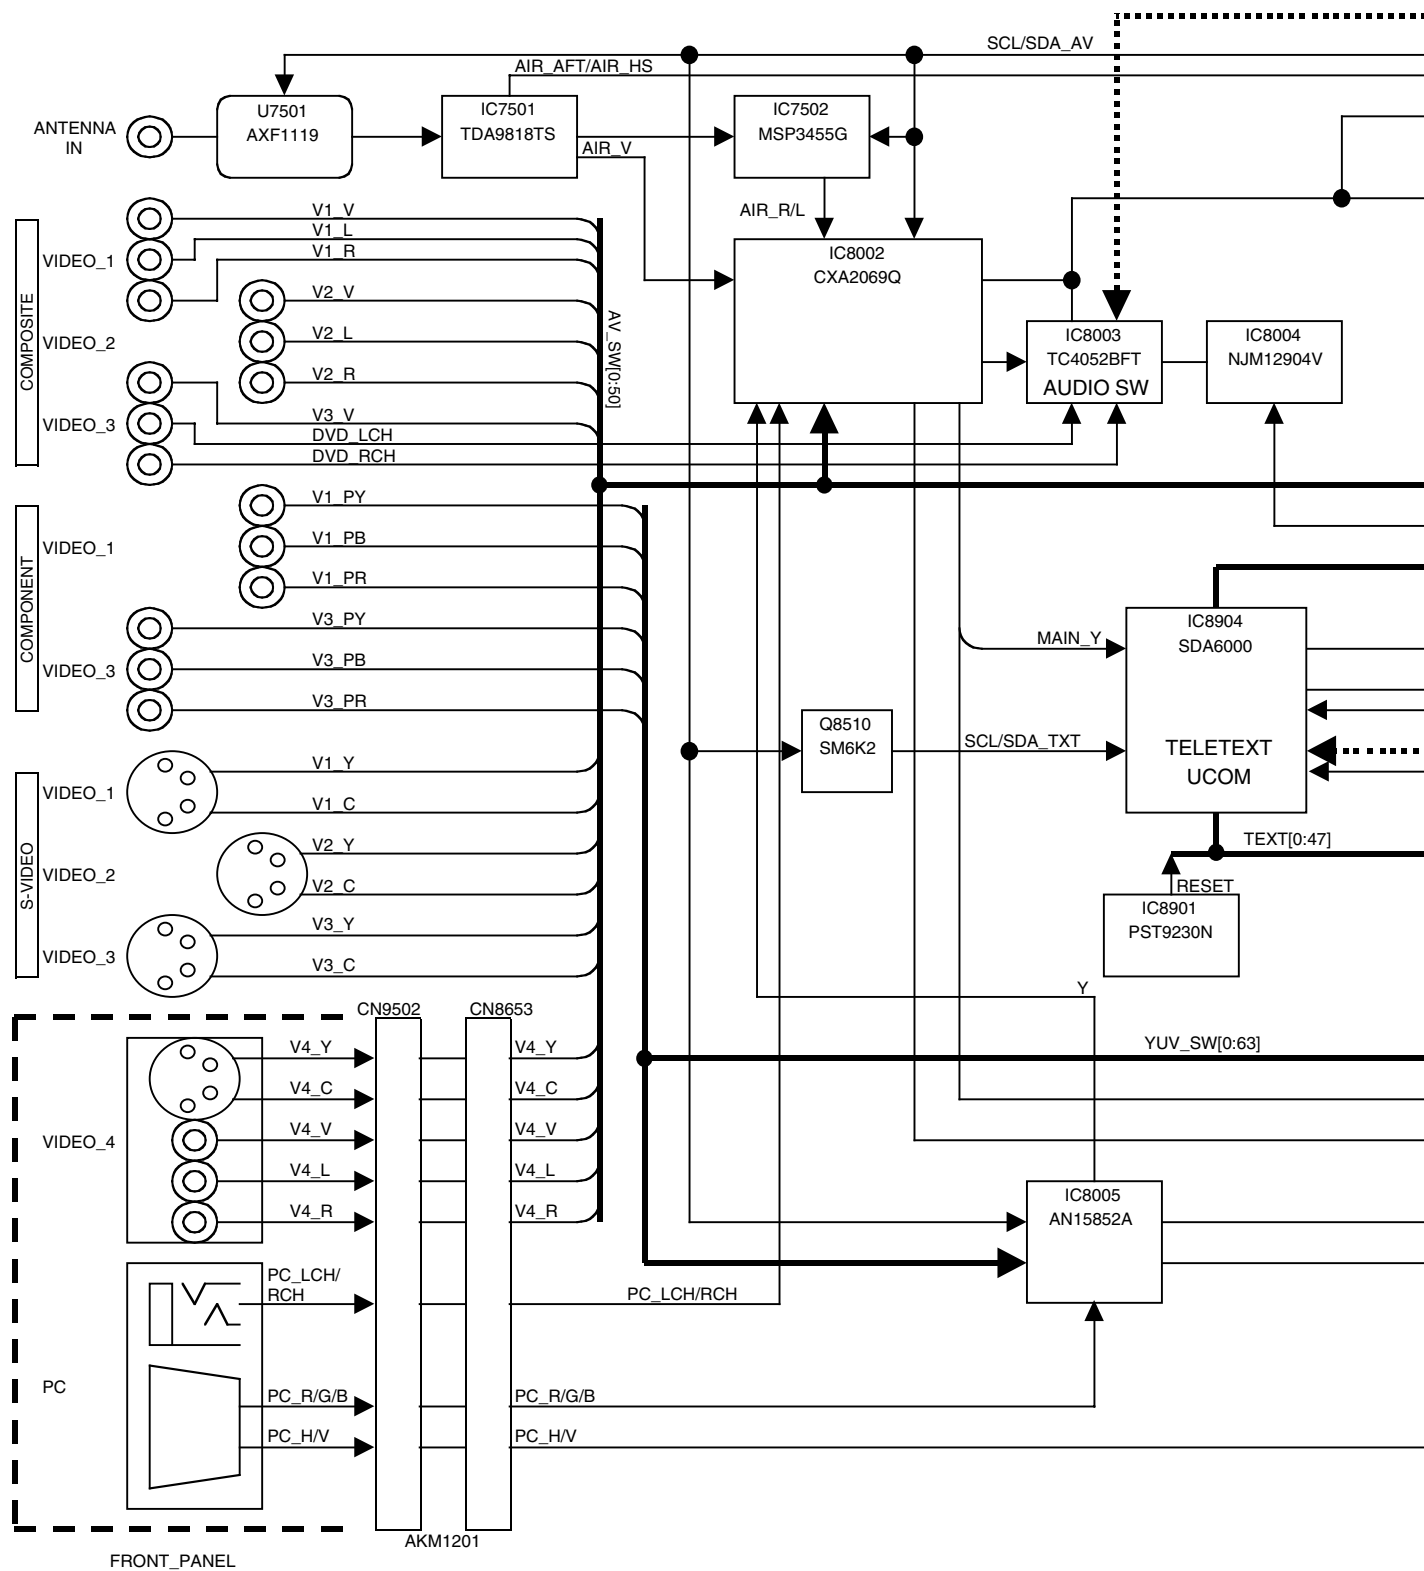 SCL/SDA_AV
AIR_AFT/AIR_HS
ANTENNA
IN
U7501
AXF1119
IC7501
TDA9818TS
AIR_V
IC7502
MSP3455G
AIR_R/L
COMPOSITE
VIDEO_1
V1_V
V1_L
V1_R
VIDEO_2
V2_V
V2_L
V2_R
VIDEO_3
V3_V
DVD_LCH
DVD_RCH
AV_SW[0:50]
IC8002
CXA2069Q
IC8003
TC4052BFT
AUDIO SW
IC8004
NJM12904V
COMPONENT
VIDEO_1
V1_PY
V1_PB
V1_PR
VIDEO_3
V3_PY
V3_PB
V3_PR
MAIN_Y
IC8904
SDA6000
TELETEXT
UCOM
Q8510
SM6K2
SCL/SDA_TXT
TEXT[0:47]
RESET
IC8901
PST9230N
S-VIDEO
VIDEO_1
V1_Y
V1_C
VIDEO_2
V2_Y
V2_C
VIDEO_3
V3_Y
V3_C
Y
CN9502
CN8653
YUV_SW[0:63]
VIDEO_4
V4_Y
V4_C
V4_V
V4_L
V4_R
V4_Y
V4_C
V4_V
V4_L
V4_R
IC8005
AN15852A
PC
PC_LCH/
RCH
PC_LCH/RCH
PC_R/G/B
PC_R/G/B
PC_H/V
PC_H/V
AKM1201
FRONT_PANEL